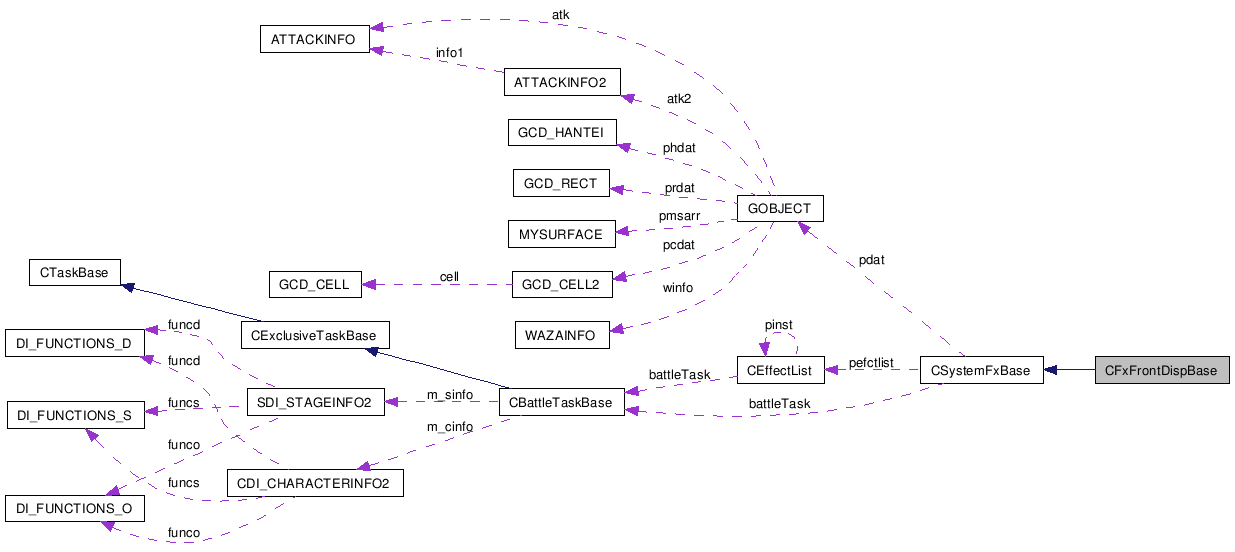 atk
ATTACKINFO
info1
ATTACKINFO2
atk2
GCD_HANTEI
phdat
GCD_RECT
prdat
GOBJECT
pmsarr
MYSURFACE
pcdat
pdat
CTaskBase
GCD_CELL
cell
GCD_CELL2
winfo
funcd
CExclusiveTaskBase
WAZAINFO
pinst
DI_FUNCTIONS_D
funcd
battleTask
CEffectList
pefctlist
CSystemFxBase
CFxFrontDispBase
funcs
SDI_STAGEINFO2
m_sinfo
CBattleTaskBase
battleTask
DI_FUNCTIONS_S
m_cinfo
funco
funcs
CDI_CHARACTERINFO2
DI_FUNCTIONS_O
funco